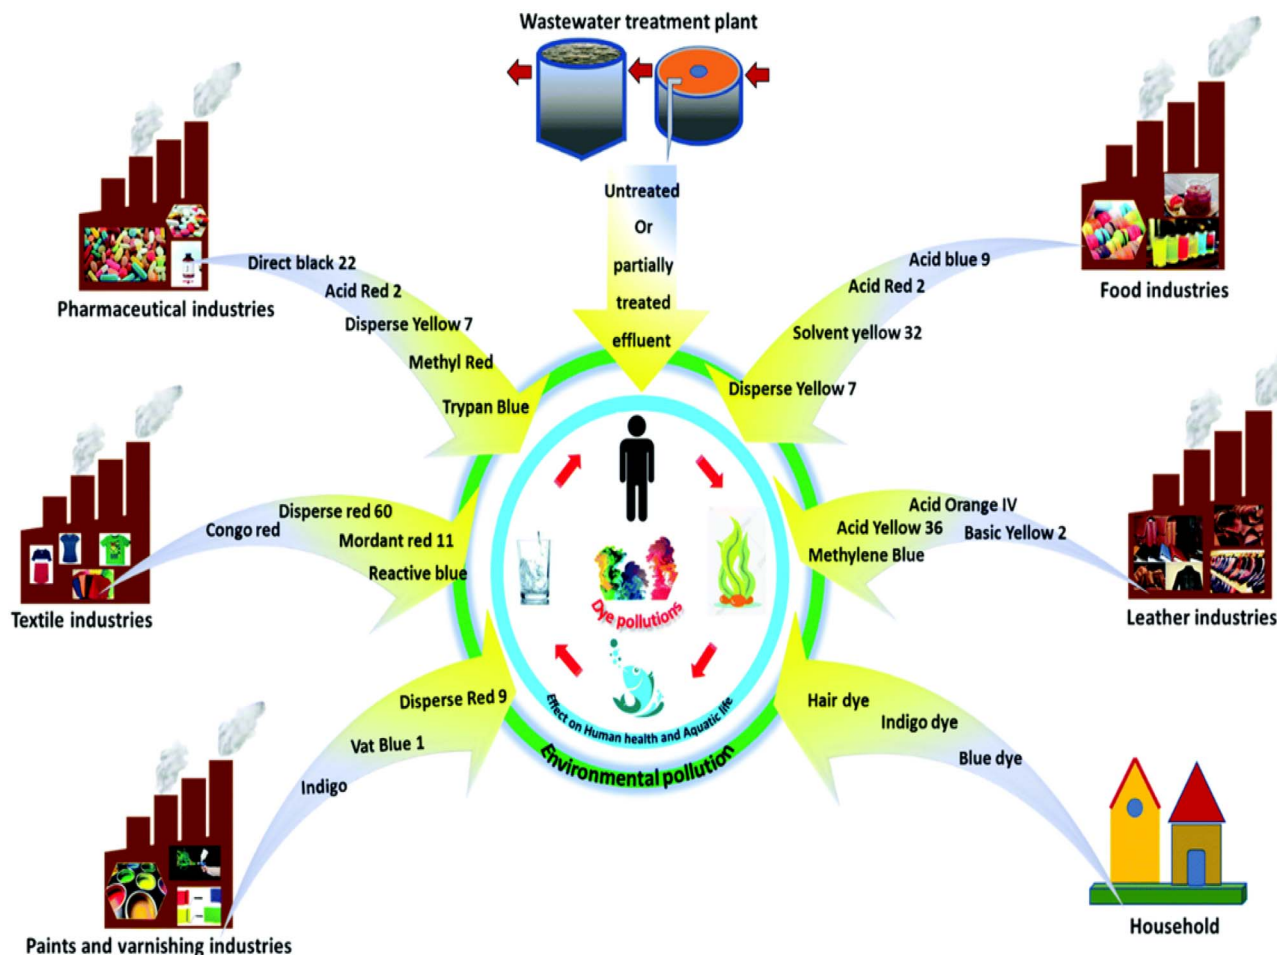 Wastewater treatment plant
Untreated
Or
partially
treated
effluent
Direct black 22
Acid Red 2
Disperse Yellow 7
Methyl Red
Trypan Blue
Pharmaceutical industries
Acid blue 9
Acid Red 2
Solvent yellow 32
Disperse Yellow 7
Food industries
Disperse red 60
Congo red
Mordant red 11
Reactive blue
Textile industries
Acid Orange IV
Acid Yellow 36
Basic Yellow 2
Methylene Blue
Leather industries
Dye pollutions
Effect on Human health and Aquatic life
Environmental pollution
Disperse Red 9
Vat Blue 1
Indigo
Paints and varnishing industries
Hair dye
Indigo dye
Blue dye
Household